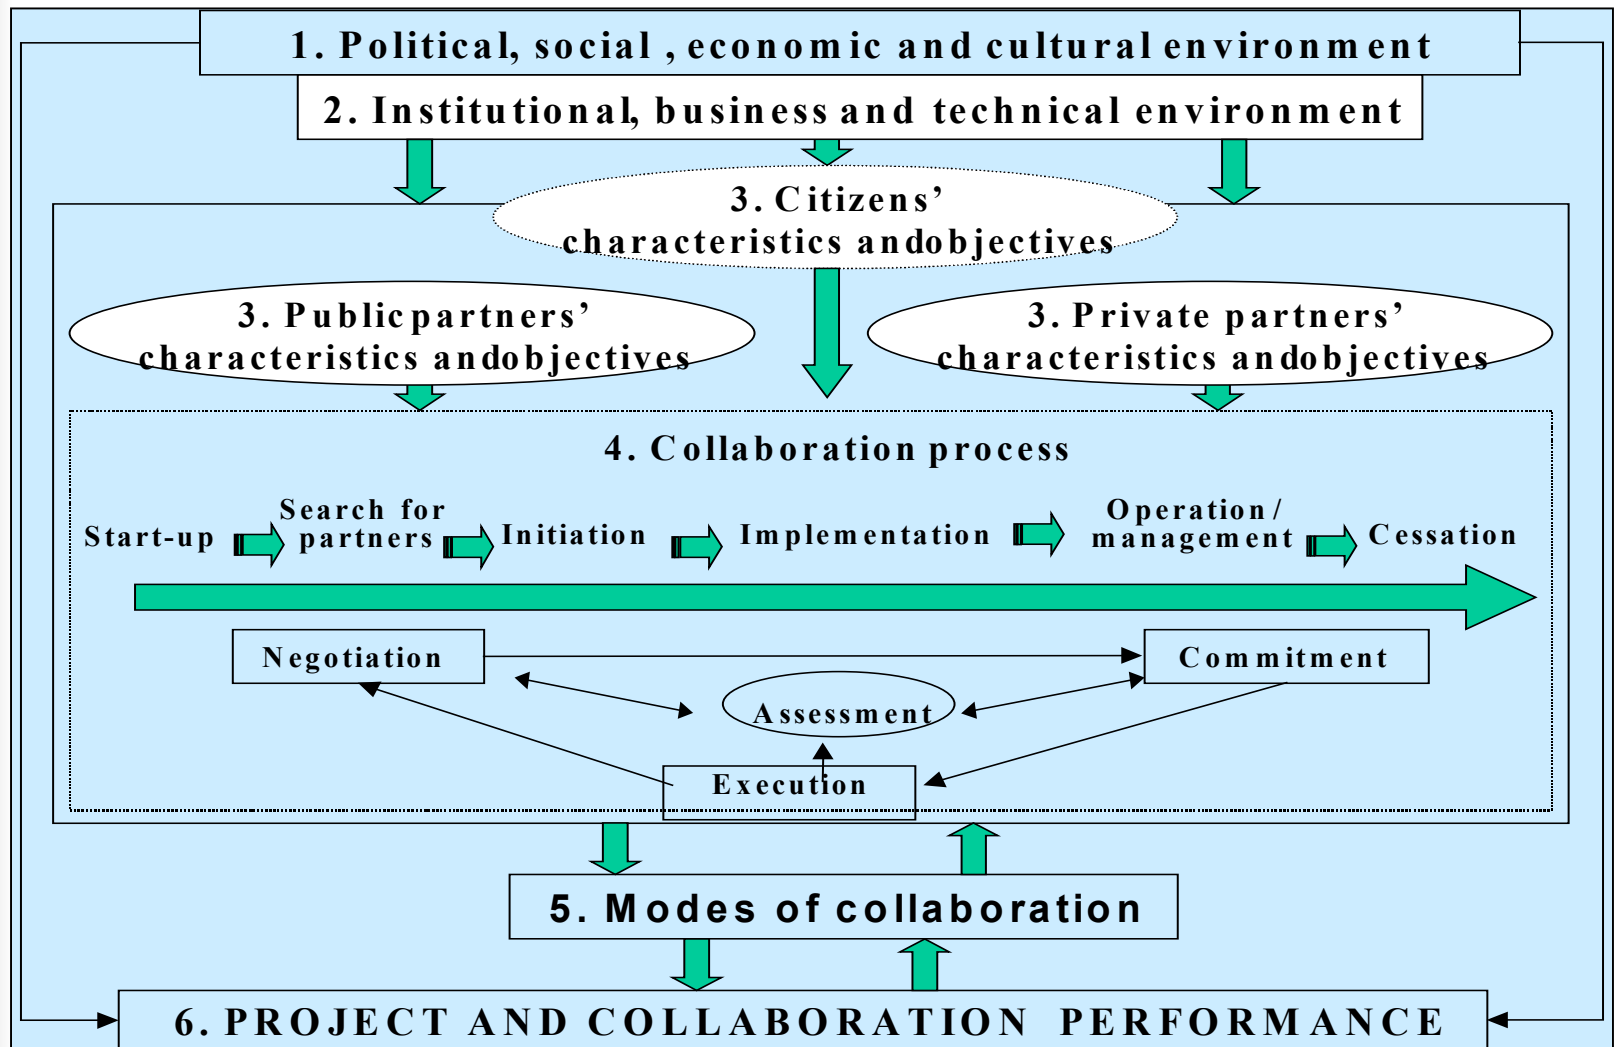 1. Political, social , economic and cultural environment
2. Institutional, business and technical environment
3. Citizens’
characteristics andobjectives
3. Publicpartners’
characteristics andobjectives
3. Private partners’
characteristics andobjectives
4. Collaboration process
Start-up
Search for
partners
Initiation
Implementation
Operation/
management
Cessation
Negotiation
Commitment
Assessment
Execution
5. Modes of collaboration
6. PROJECT AND COLLABORATION PERFORMANCE